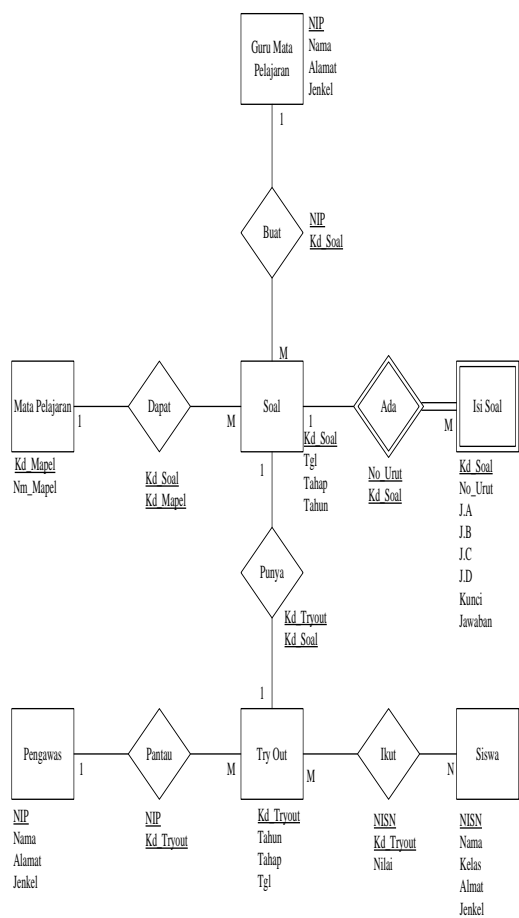 Guru Mata
Pelajaran
NIP
Nama
Alamat
Jenkel
1
Buat
NIP
Kd_Soal
M
Mata Pelajaran
1
Kd_Mapel
Nm_Mapel
Dapat
Kd_Soal
Kd_Mapel
M
Soal
1
Kd_Soal
Tgl
Tahap
Tahun
1
Ada
No_Urut
Kd_Soal
M
Isi Soal
Kd_Soal
No_Urut
J.A
J.B
J.C
J.D
Kunci
Jawaban
Punya
Kd_Tryout
Kd_Soal
1
Pengawas
1
NIP
Nama
Alamat
Jenkel
Pantau
NIP
Kd_Tryout
M
Try Out
M
Kd_Tryout
Tahun
Tahap
Tgl
Ikut
NISN
Kd_Tryout
Nilai
N
Siswa
NISN
Nama
Kelas
Almat
Jenkel